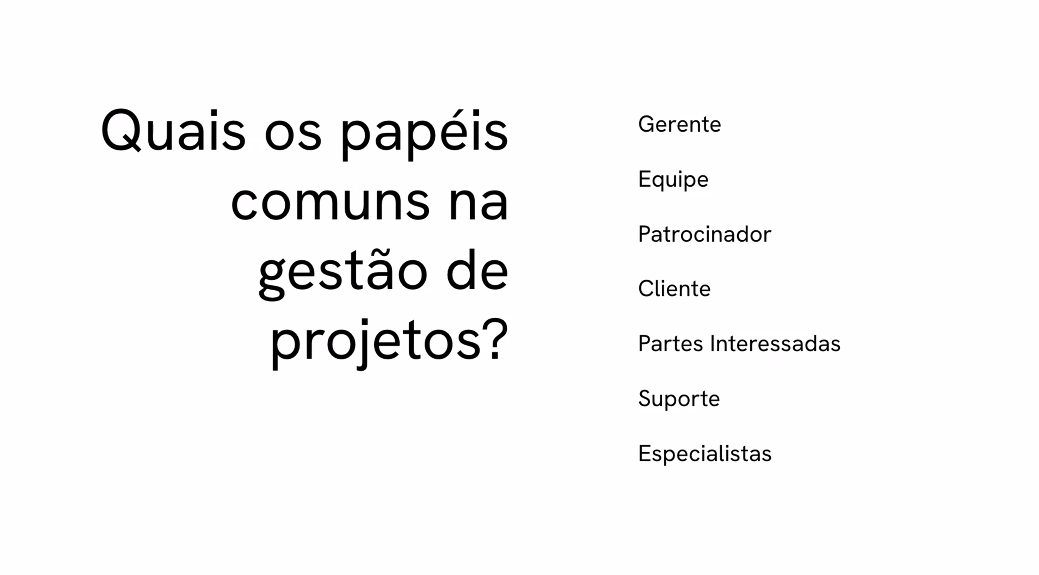 Quais os papéis
comuns na
gestão de
projetos?
Gerente
Equipe
Patrocinador
Cliente
Partes Interessadas
Suporte
Especialistas